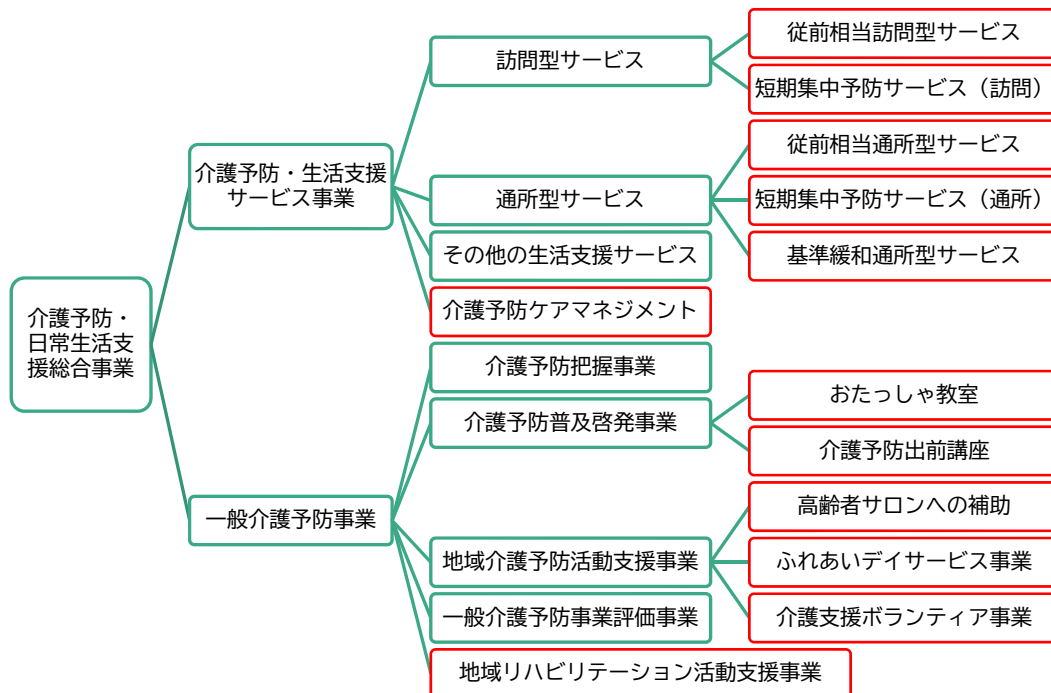 従前相当訪問型サービス
訪問型サービス
短期集中予防サービス（訪問）
従前相当通所型サービス
介護予防・生活支援
サービス事業
通所型サービス
短期集中予防サービス（通所）
その他の生活支援サービス
基準緩和通所型サービス
介護予防ケアマネジメント
介護予防・
日常生活支
援総合事業
介護予防把握事業
おたっしゃ教室
介護予防普及啓発事業
介護予防出前講座
高齢者サロンへの補助
一般介護予防事業
地域介護予防活動支援事業
ふれあいデイサービス事業
一般介護予防事業評価事業
介護支援ボランティア事業
地域リハビリテーション活動支援事業